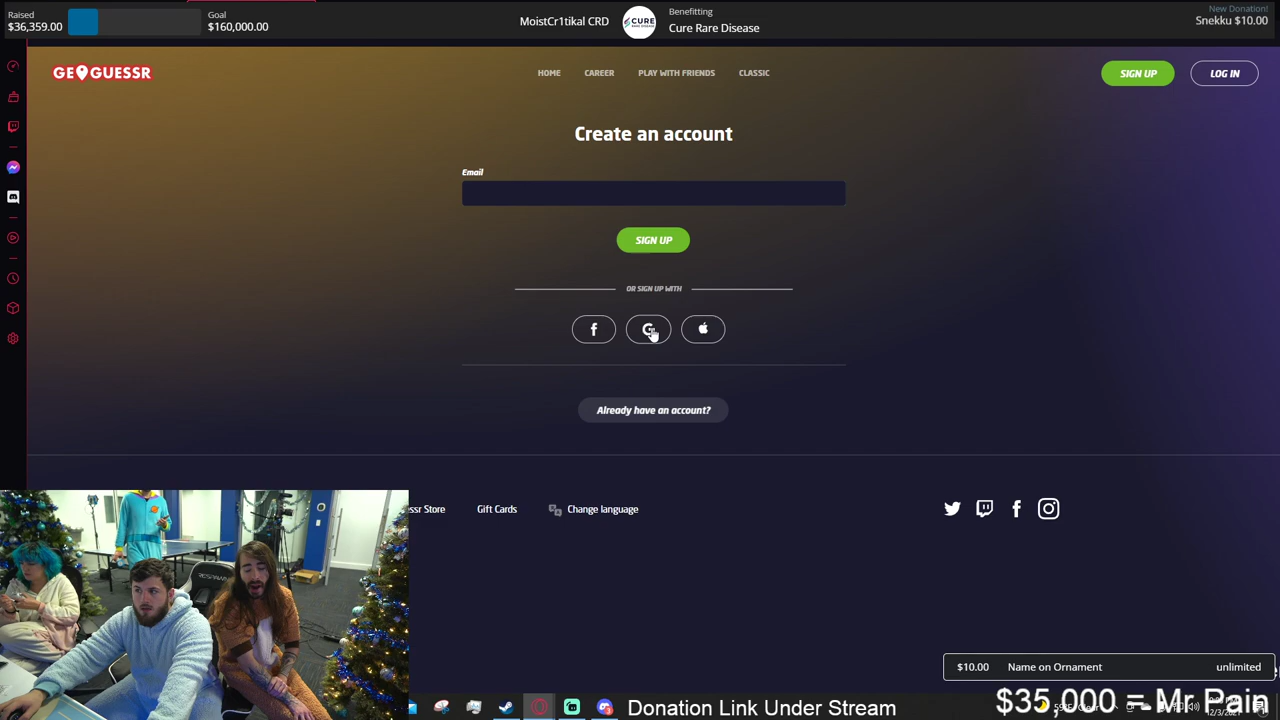 Raised
$36,359.00
Goal
$160,000.00
MoistCr1tikal CRD
CURE
RARE DISEASE
Benefitting
Cure Rare Disease
New Donation!
Snekku $10.00
GEOGUESSR
HOME
CAREER
PLAY WITH FRIENDS
CLASSIC
SIGN UP
LOG IN
Create an account
Email
SIGN UP
OR SIGN UP WITH
Already have an account?
ssr Store
Gift Cards
Change language
$10.00 Name on Ornament unlimited
Donation Link Under Stream
$35,000 = Mr Pain